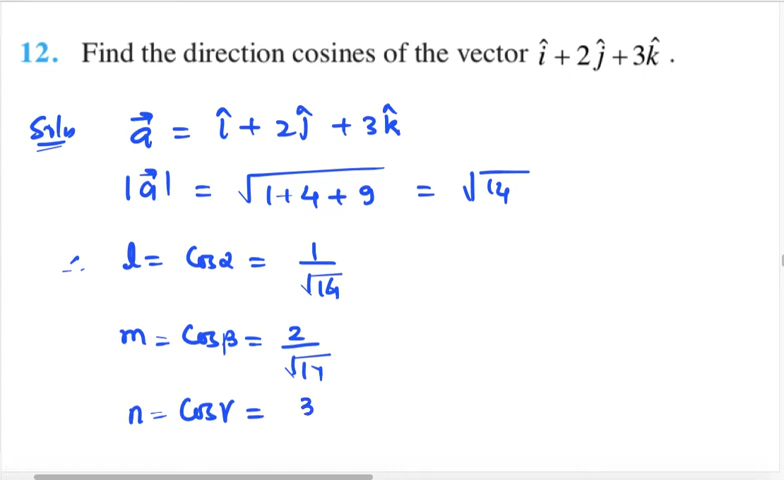 12. Find the direction cosines of the vector î + 2ĵ + 3k̂ .
Soln a⃗ = î + 2ĵ + 3k̂
|a⃗| = √(1+4+9) = √14
∴ l = cosα = 1/√14
m = cosβ = 2/√14
n = cosγ = 3